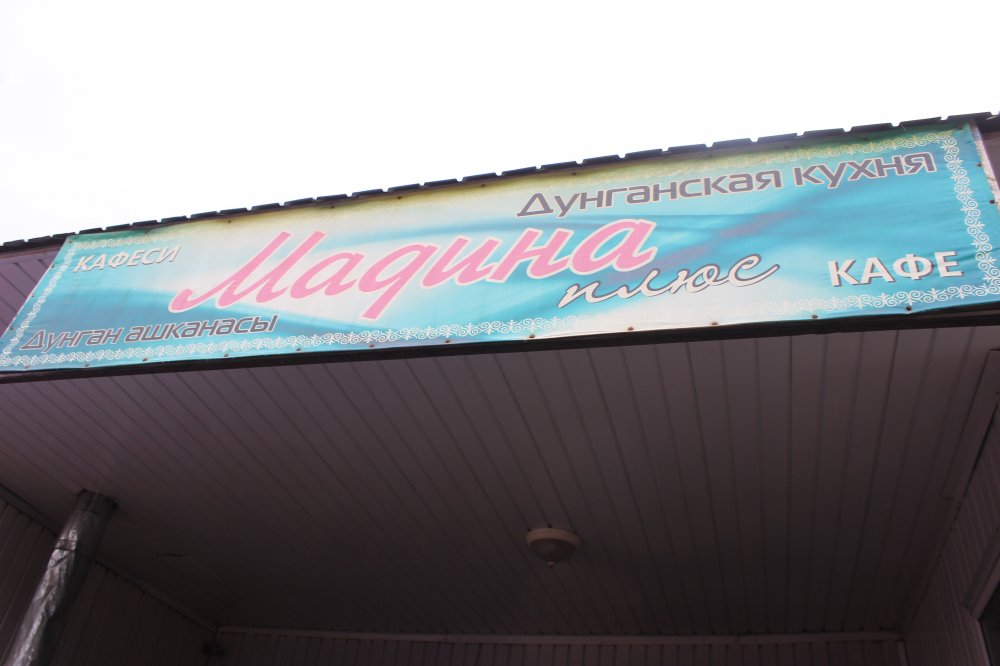 Дунганская кухня
КАФЕСИ
Мадина
плюс
КАФЕ
Дунган ашканасы